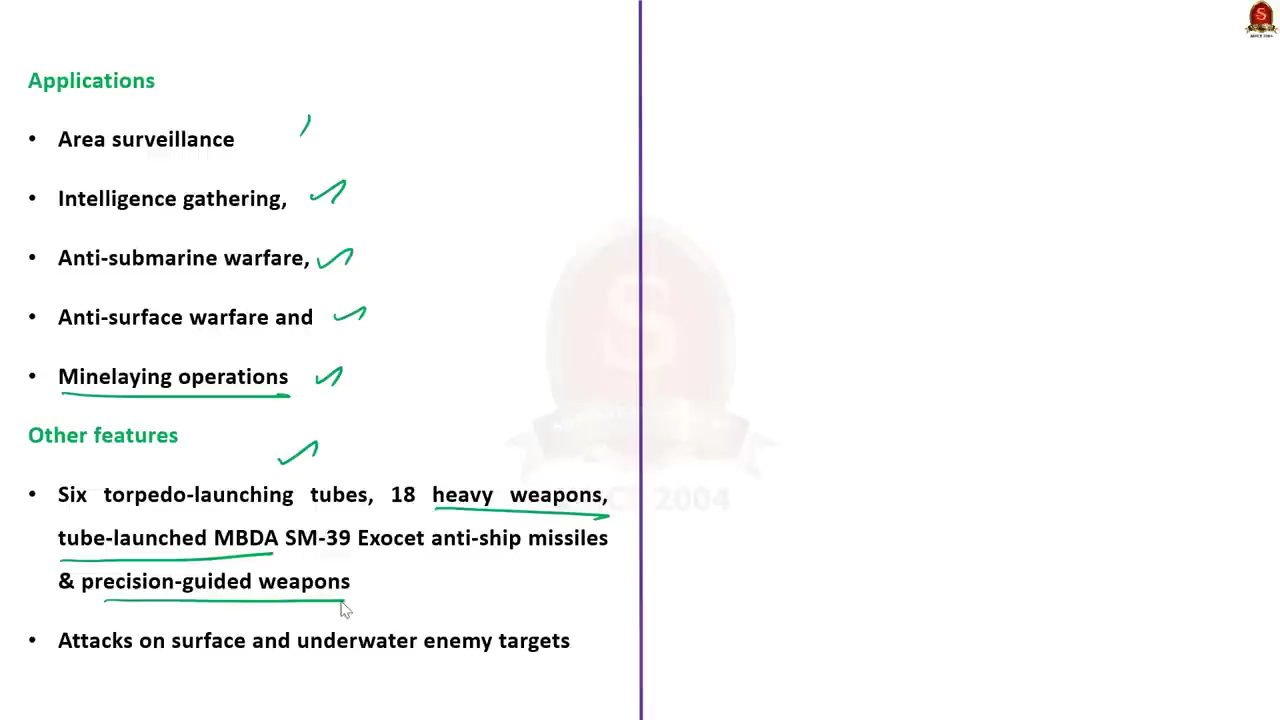 Applications
• Area surveillance
• Intelligence gathering,
• Anti-submarine warfare,
• Anti-surface warfare and
• Minelaying operations
Other features
• Six torpedo-launching tubes, 18 heavy weapons,
tube-launched MBDA SM-39 Exocet anti-ship missiles
& precision-guided weapons
• Attacks on surface and underwater enemy targets
S
SINCE 2004